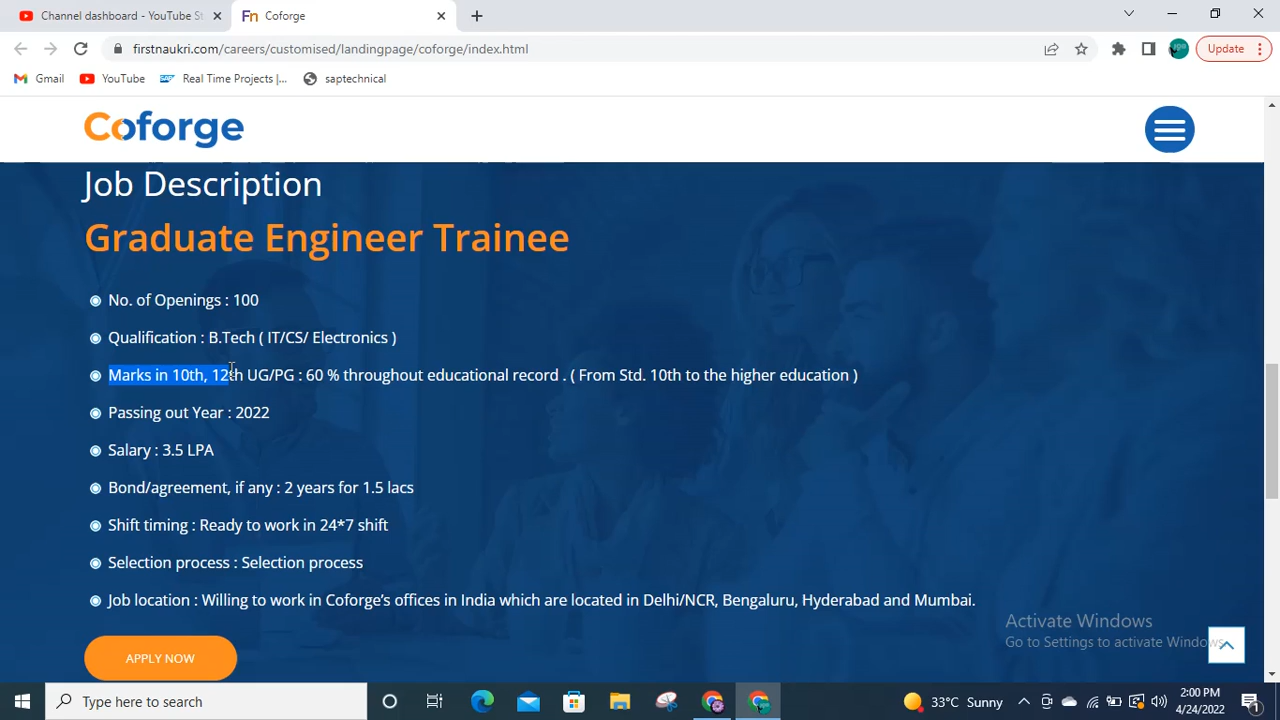 Channel dashboard - YouTube St
Coforge
firstnaukri.com/careers/customised/landingpage/coforge/index.html
Update
Gmail
YouTube
Real Time Projects |...
saptechnical
Coforge
Job Description
Graduate Engineer Trainee
No. of Openings : 100
Qualification : B.Tech ( IT/CS/ Electronics )
Marks in 10th, 12th UG/PG : 60 % throughout educational record . ( From Std. 10th to the higher education )
Passing out Year : 2022
Salary : 3.5 LPA
Bond/agreement, if any : 2 years for 1.5 lacs
Shift timing : Ready to work in 24*7 shift
Selection process : Selection process
Job location : Willing to work in Coforge’s offices in India which are located in Delhi/NCR, Bengaluru, Hyderabad and Mumbai.
APPLY NOW
Activate Windows
Go to Settings to activate Windows.
Type here to search
33°C Sunny
2:00 PM
4/24/2022
1